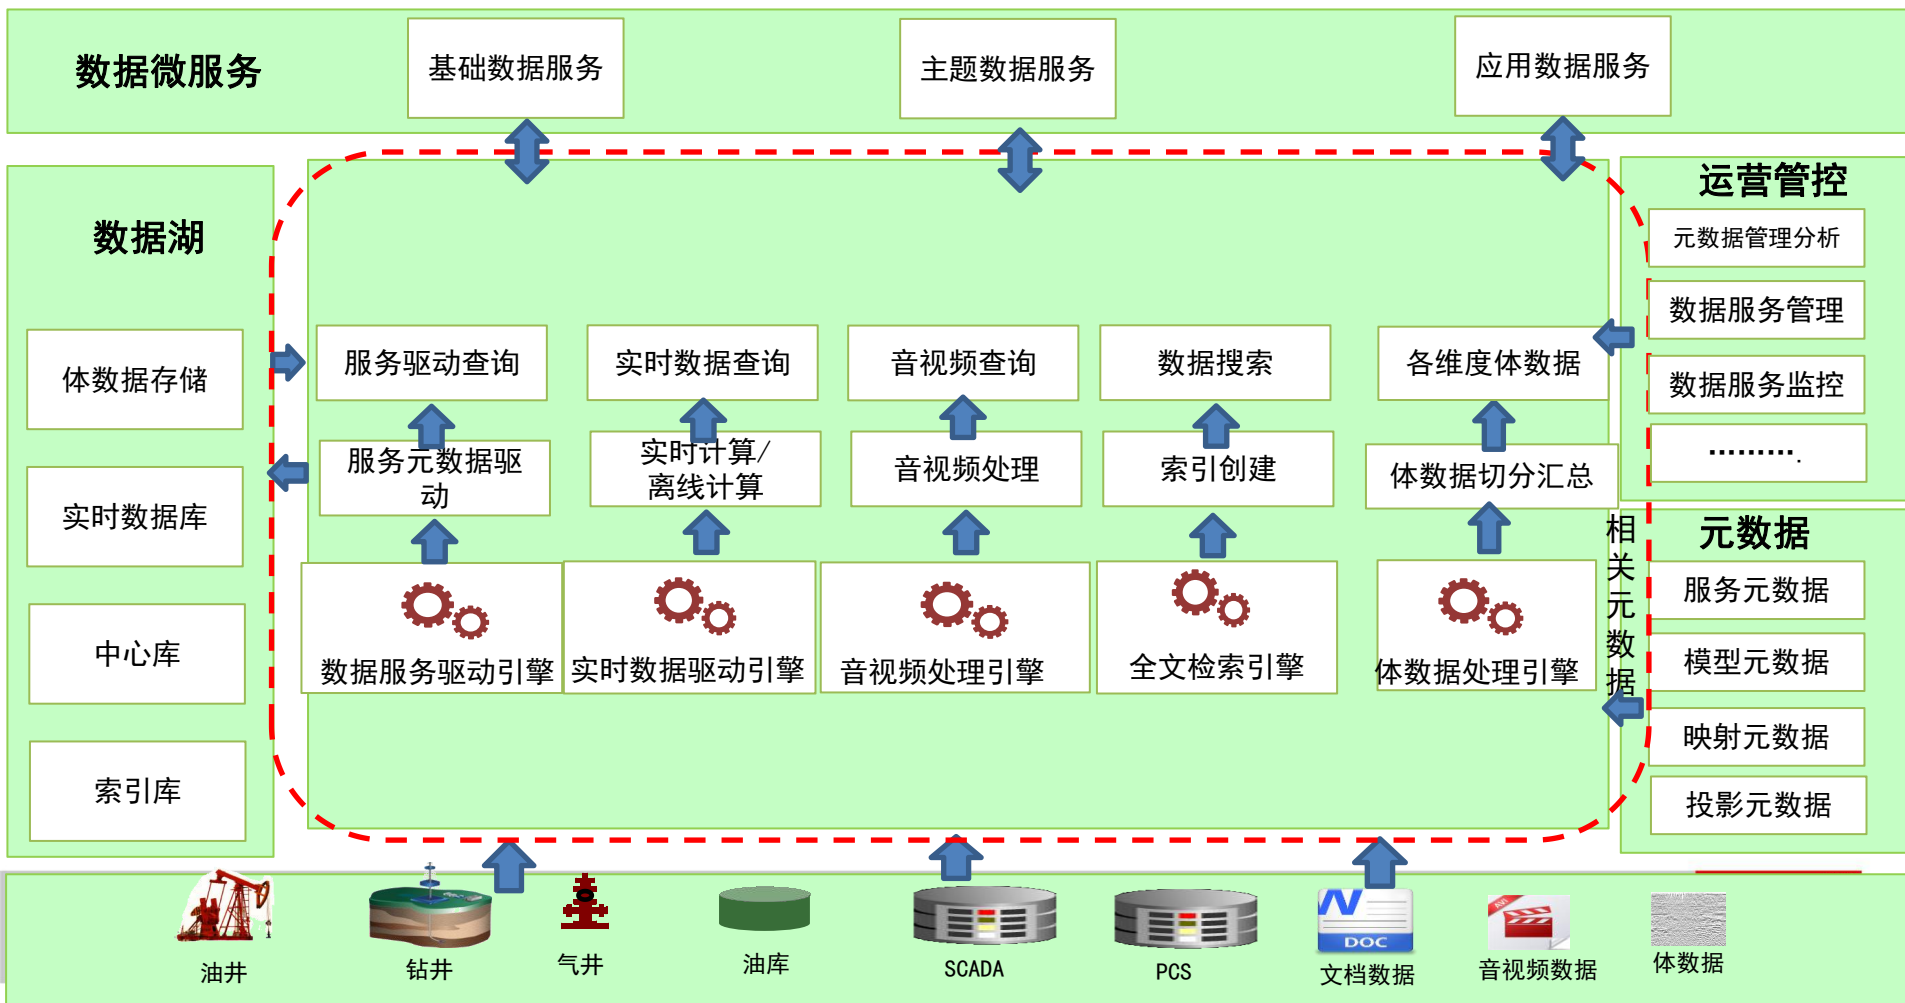 数据微服务
基础数据服务
主题数据服务
应用数据服务
数据湖
体数据存储
实时数据库
中心库
索引库
服务驱动查询
实时数据查询
音视频查询
数据搜索
各维度体数据
服务元数据驱
动
实时计算/
离线计算
音视频处理
索引创建
体数据切分汇总
数据服务驱动引擎
实时数据驱动引擎
音视频处理引擎
全文检索引擎
体数据处理引擎
相关元数据
运营管控
元数据管理分析
数据服务管理
数据服务监控
……….
元数据
服务元数据
模型元数据
映射元数据
投影元数据
油井
钻井
气井
油库
SCADA
PCS
DOC
文档数据
AVI
音视频数据
体数据